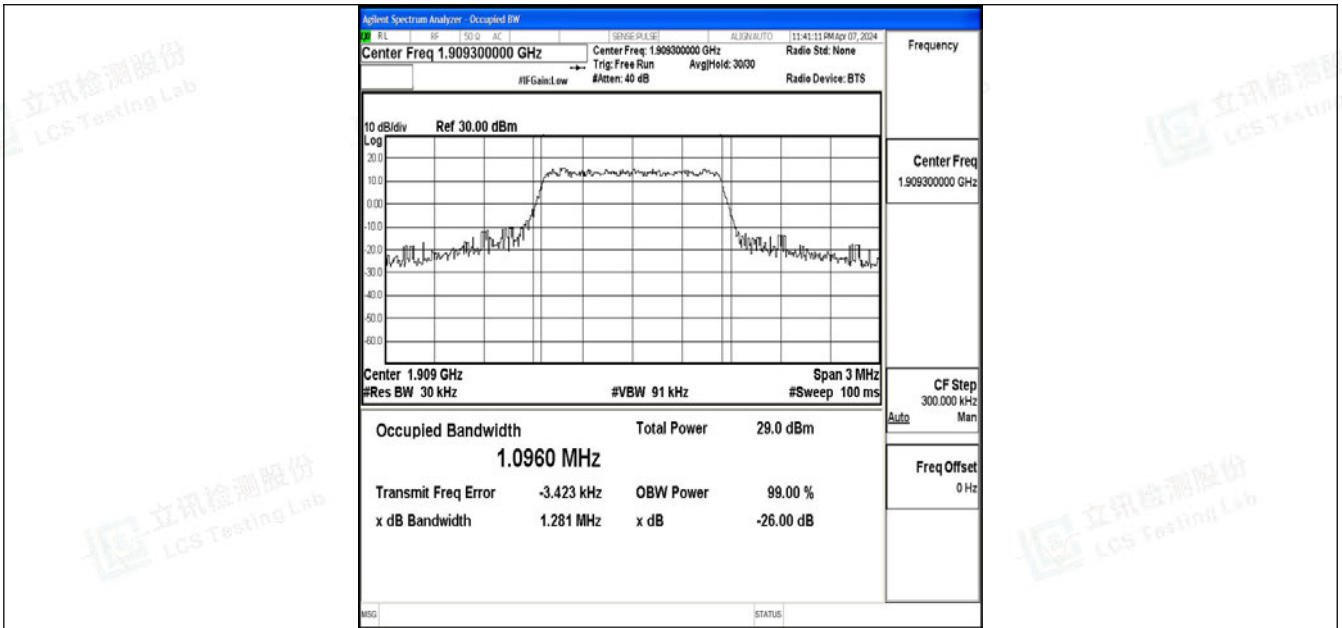 Agilent Spectrum Analyzer - Occupied BW
RL RF 50 Ω AC SENSE:PULSE ALIGN AUTO 11:41:11 PM Apr 07, 2024
Center Freq 1.909300000 GHz
Center Freq: 1.909300000 GHz
Radio Std: None
Trig: Free Run Avg|Hold: 30/30
#IFGain:Low #Atten: 40 dB
Radio Device: BTS
Frequency
10 dB/div Ref 30.00 dBm
Log
20.0
10.0
0.00
-10.0
-20.0
-30.0
-40.0
-50.0
-60.0
Center 1.909 GHz Span 3 MHz
#Res BW 30 kHz #VBW 91 kHz #Sweep 100 ms
Center Freq
1.909300000 GHz
CF Step
300.000 kHz
Auto Man
Freq Offset
0 Hz
Occupied Bandwidth Total Power 29.0 dBm
1.0960 MHz
Transmit Freq Error -3.423 kHz OBW Power 99.00 %
x dB Bandwidth 1.281 MHz x dB -26.00 dB
MSG STATUS
立讯检测股份
LCS Testing Lab
立讯检测股
LCS Testing
立讯检测股份
LCS Testing Lab
立讯检测股份
LCS Testing Lab